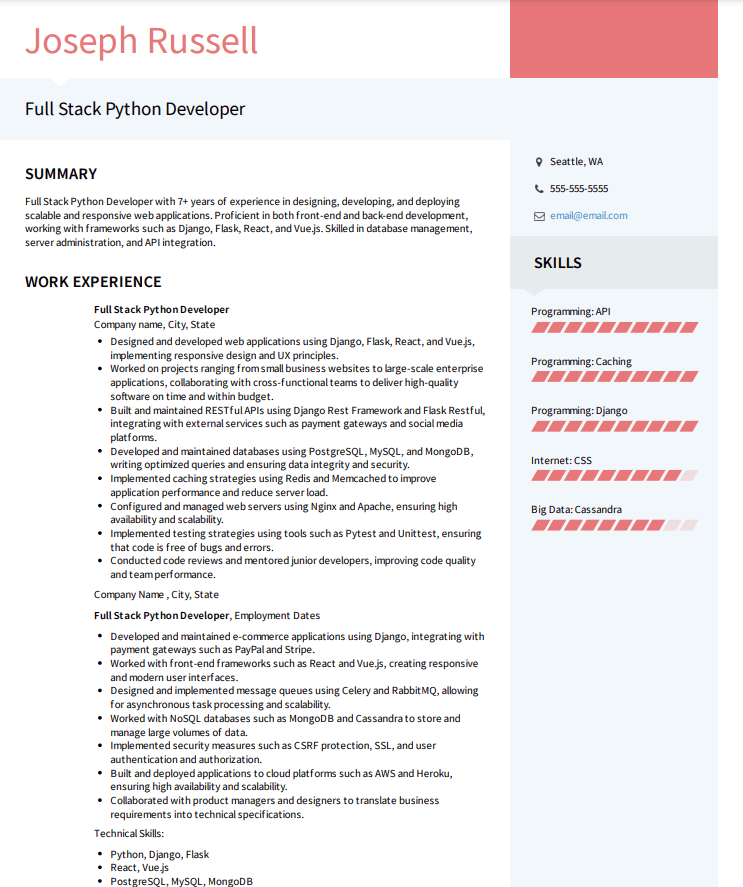 Joseph Russell
Full Stack Python Developer
Seattle, WA
555-555-5555
email@email.com
SUMMARY
Full Stack Python Developer with 7+ years of experience in designing, developing, and deploying
scalable and responsive web applications. Proficient in both front-end and back-end development,
working with frameworks such as Django, Flask, React, and Vue.js. Skilled in database management,
server administration, and API integration.
WORK EXPERIENCE
Full Stack Python Developer
Company name, City, State
• Designed and developed web applications using Django, Flask, React, and Vue.js,
implementing responsive design and UX principles.
• Worked on projects ranging from small business websites to large-scale enterprise
applications, collaborating with cross-functional teams to deliver high-quality
software on time and within budget.
• Built and maintained RESTful APIs using Django Rest Framework and Flask Restful,
integrating with external services such as payment gateways and social media
platforms.
• Developed and maintained databases using PostgreSQL, MySQL, and MongoDB,
writing optimized queries and ensuring data integrity and security.
• Implemented caching strategies using Redis and Memcached to improve
application performance and reduce server load.
• Configured and managed web servers using Nginx and Apache, ensuring high
availability and scalability.
• Implemented testing strategies using tools such as Pytest and Unittest, ensuring
that code is free of bugs and errors.
• Conducted code reviews and mentored junior developers, improving code quality
and team performance.
Company Name , City, State
Full Stack Python Developer, Employment Dates
• Developed and maintained e-commerce applications using Django, integrating with
payment gateways such as PayPal and Stripe.
• Worked with front-end frameworks such as React and Vue.js, creating responsive
and modern user interfaces.
• Designed and implemented message queues using Celery and RabbitMQ, allowing
for asynchronous task processing and scalability.
• Worked with NoSQL databases such as MongoDB and Cassandra to store and
manage large volumes of data.
• Implemented security measures such as CSRF protection, SSL, and user
authentication and authorization.
• Built and deployed applications to cloud platforms such as AWS and Heroku,
ensuring high availability and scalability.
• Collaborated with product managers and designers to translate business
requirements into technical specifications.
Technical Skills:
• Python, Django, Flask
• React, Vue.js
• PostgreSQL, MySQL, MongoDB
SKILLS
Programming: API
Programming: Caching
Programming: Django
Internet: CSS
Big Data: Cassandra